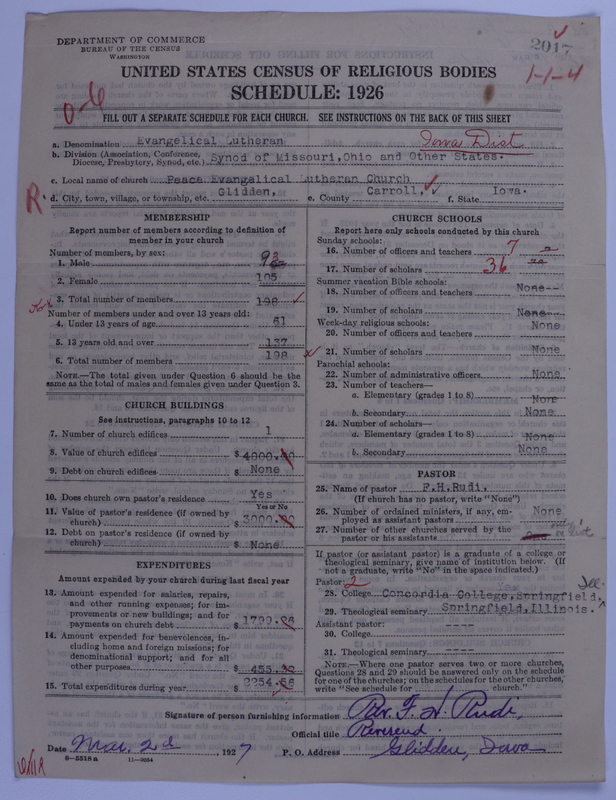 DEPARTMENT OF COMMERCE
BUREAU OF THE CENSUS
WASHINGTON
2017
1-1-4
UNITED STATES CENSUS OF RELIGIOUS BODIES
SCHEDULE: 1926
0-6
FILL OUT A SEPARATE SCHEDULE FOR EACH CHURCH. SEE INSTRUCTIONS ON THE BACK OF THIS SHEET
a. Denomination Evangelical Lutheran Iowa Dist
b. Division (Association, Conference, Diocese, Presbytery, Synod, etc.) Synod of Missouri,Ohio and Other States.
c. Local name of church Peace Evangelical Lutheran Church
R
d. City, town, village, or township, etc. Glidden, e. County Carroll, f. State Iowa.
MEMBERSHIP
Report number of members according to definition of member in your church
Number of members, by sex:
1. Male 93
2. Female 105
3. Total number of members 198
Number of members under and over 13 years old:
4. Under 13 years of age 61
5. 13 years old and over 137
6. Total number of members 198
NOTE.—The total given under Question 6 should be the same as the total of males and females given under Question 3.
CHURCH BUILDINGS
See instructions, paragraphs 10 to 12
7. Number of church edifices 1
8. Value of church edifices $ 4000.
9. Debt on church edifices $ None
10. Does church own pastor's residence Yes
Yes or No
11. Value of pastor's residence (if owned by church) $ 3000.
12. Debt on pastor's residence (if owned by church) $ None
EXPENDITURES
Amount expended by your church during last fiscal year
13. Amount expended for salaries, repairs, and other running expenses; for improvements or new buildings; and for payments on church debt $
14. Amount expended for benevolences, including home and foreign missions; for denominational support; and for all other purposes $ 455.
15. Total expenditures during year $ 2254.
CHURCH SCHOOLS
Report here only schools conducted by this church
Sunday schools:
16. Number of officers and teachers 7
17. Number of scholars 36
Summer vacation Bible schools:
18. Number of officers and teachers None--
19. Number of scholars None
Week-day religious schools:
20. Number of officers and teachers None
21. Number of scholars None
Parochial schools:
22. Number of administrative officers None
23. Number of teachers—
a. Elementary (grades 1 to 8) None
b. Secondary None
24. Number of scholars—
a. Elementary (grades 1 to 8) None
b. Secondary None
PASTOR
25. Name of pastor F.H.Rudi.
(If church has no pastor, write "None")
26. Number of ordained ministers, if any, employed as assistant pastors None
27. Number of other churches served by the pastor or his assistants
If pastor (or assistant pastor) is a graduate of a college or theological seminary, give name of institution below. (If not a graduate, write "No" in the space indicated.)
Pastor: 2
28. College Concordia College,Springfield, Ill.
29. Theological seminary Springfield,Illinois.
Assistant pastor:
30. College ----
31. Theological seminary ----
NOTE.—Where one pastor serves two or more churches, Questions 28 and 29 should be answered only on the schedule for one of the churches; on the schedules for the other churches, write "See schedule for church."
Signature of person furnishing information Rev. F. H. Rudi,
Official title Reverend
Date Mar. 2d 1927
P. O. Address Glidden, Iowa
8-5518a 11-9084